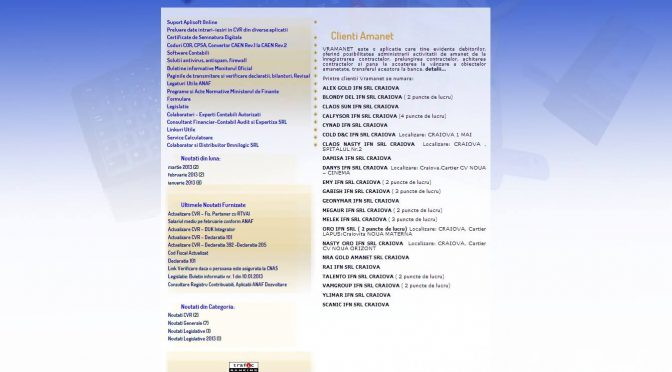 Suport Aplisoft Online
Preluare date intrari-iesiri in CVR din diverse aplicatii
Certificate de Semnatura Digitala
Coduri COR, CPSA, Convertor CAEN Rev.1 la CAEN Rev.2
Software Contabili
Solutii antivirus, antispam, firewall
Buletine informative Monitorul Oficial
Paginile de transmitere si verificare declaratii, bilanturi, Revisal
Legaturi Utile ANAF
Programe si Acte Normative Ministerul de Finante
Formulare
Legislatie
Colaboratori - Experti Contabili Autorizati
Consultant Financiar-Contabil Audit si Expertiza SRL
Linkuri Utile
Service Calculatoare
Colaborator si Distribuitor Omnilogic SRL
Noutati din luna:
martie 2013 (2)
februarie 2013 (2)
ianuarie 2013 (8)
Ultimele Noutati Furnizate
Actualizare CVR - Fis. Partener cu RTVAI
Salariul mediu pe februarie conform ANAF
Actualizare CVR - DUK Integrator
Actualizare CVR - Declaratia 101
Actualizare CVR - Declaratia 392 -Declaratia 205
Cod Fiscal Actualizat
Declaratia 101
Link Verificare daca o persoana este asigurata la CNAS
Legislatie: Buletin informativ nr. 1 din 10.01.2013
Consultare Registru Contribuabili, Aplicatii ANAF Dezvoltare
Noutati din Categoria:
Noutati CVR (2)
Noutati Generale (7)
Noutati Legislative (1)
Noutati Legislative 2013 (1)
trafic
Clienti Amanet
VRAMANET este o aplicatie care tine evidenta debitorilor,
oferind posibilitatea administrarii activitatii de amanet de la
inregistrarea contractelor, prelungirea contractelor, achitarea
contractelor si pana la scoaterea la vânzare a obiectelor
amanetate, transferul acestora la banca. detalii...
Printre clientii Vramanet se numara:
ALEX GOLD IFN SRL CRAIOVA
BLONDY DEL IFN SRL CRAIOVA ( 2 puncte de lucru)
CLAOS SUN IFN SRL CRAIOVA
CALFYSOR IFN SRL CRAIOVA (4 puncte de lucru)
CYNAD IFN SRL CRAIOVA
COLD D&C IFN SRL CRAIOVA Localizare: CRAIOVA 1 MAI
CLAOS NASTY IFN SRL CRAIOVA Localizare: CRAIOVA ,
SPITALUL Nr.2
DAMISA IFN SRL CRAIOVA
DANYS IFN SRL CRAIOVA Localizare: Craiova.Cartier CV NOUA
– CINEMA
EMY IFN SRL CRAIOVA ( 2 puncte de lucru)
GABISH IFN SRL CRAIOVA ( 3 puncte de lucru)
GEORYMAR IFN SRL CRAIOVA
MEGAUR IFN SRL CRAIOVA ( 2 puncte de lucru)
MELEK IFN SRL CRAIOVA ( 3 puncte de lucru)
ORO IFN SRL ( 2 puncte de lucru) Localizare: CRAIOVA, Cartier
LAPUS;Craiovita NOUA MATERNA
NASTY ORO IFN SRL CRAIOVA Localizare: CRAIOVA, Cartier
CV NOUA ORIZONT
NRA GOLD AMANET SRL CRAIOVA
RAI IFN SRL CRAIOVA
TALENTO IFN SRL CRAIOVA ( 2 puncte de lucru)
VAMGROUP IFN SRL CRAIOVA ( 2 puncte de lucru)
YLIMAR IFN SRL CRAIOVA
SCANIC IFN SRL CRAIOVA